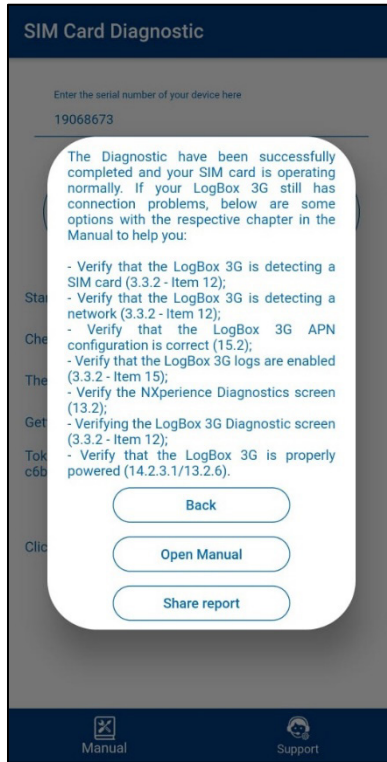 SIM Card Diagnostic
Enter the serial number of your device here
19068673
The Diagnostic have been successfully
completed and your SIM card is operating
normally. If your LogBox 3G still has
connection problems, below are some
options with the respective chapter in the
Manual to help you:
- Verify that the LogBox 3G is detecting a
SIM card (3.3.2 - Item 12);
- Verify that the LogBox 3G is detecting a
network (3.3.2 - Item 12);
- Verify that the LogBox 3G APN
configuration is correct (15.2);
- Verify that the LogBox 3G logs are enabled
(3.3.2 - Item 15);
- Verify the NXperience Diagnostics screen
(13.2);
- Verifying the LogBox 3G Diagnostic screen
(3.3.2 - Item 12);
- Verify that the LogBox 3G is properly
powered (14.2.3.1/13.2.6).
Back
Open Manual
Share report
The
Get
Tok
c6b
Clic
Manual
Support